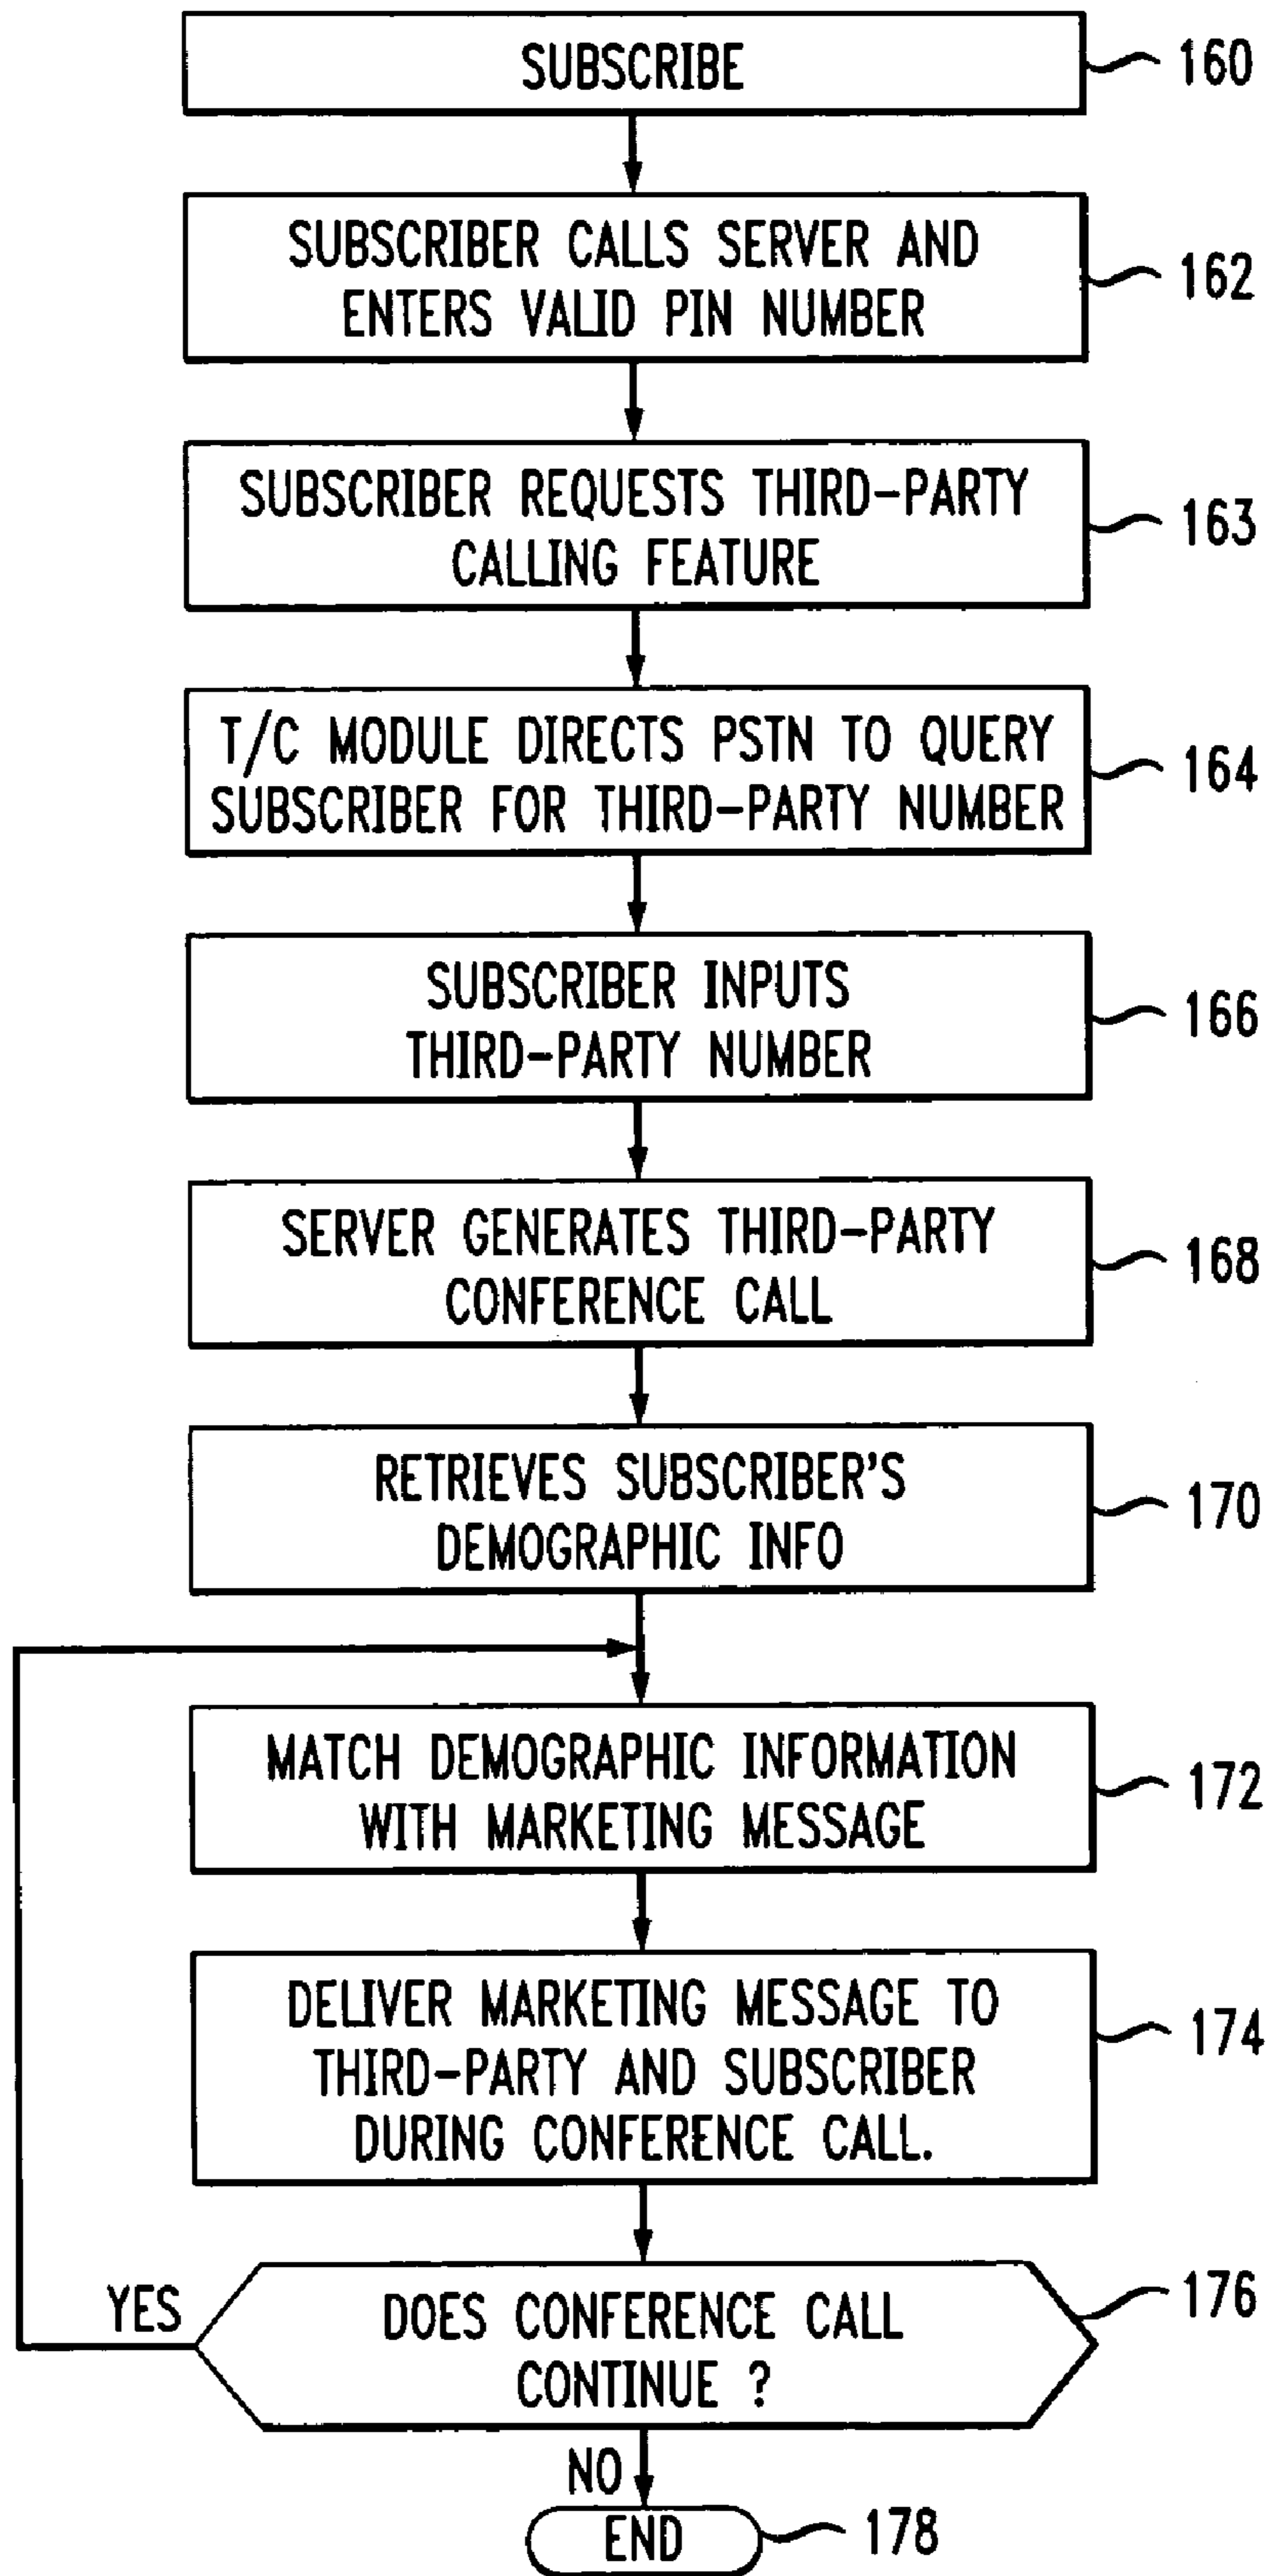 SUBSCRIBE
160
SUBSCRIBER CALLS SERVER AND
ENTERS VALID PIN NUMBER
162
SUBSCRIBER REQUESTS THIRD-PARTY
CALLING FEATURE
163
T/C MODULE DIRECTS PSTN TO QUERY
SUBSCRIBER FOR THIRD-PARTY NUMBER
164
SUBSCRIBER INPUTS
THIRD-PARTY NUMBER
166
SERVER GENERATES THIRD-PARTY
CONFERENCE CALL
168
RETRIEVES SUBSCRIBER'S
DEMOGRAPHIC INFO
170
MATCH DEMOGRAPHIC INFORMATION
WITH MARKETING MESSAGE
172
DELIVER MARKETING MESSAGE TO
THIRD-PARTY AND SUBSCRIBER
DURING CONFERENCE CALL.
174
YES
DOES CONFERENCE CALL
CONTINUE ?
176
NO
END
178